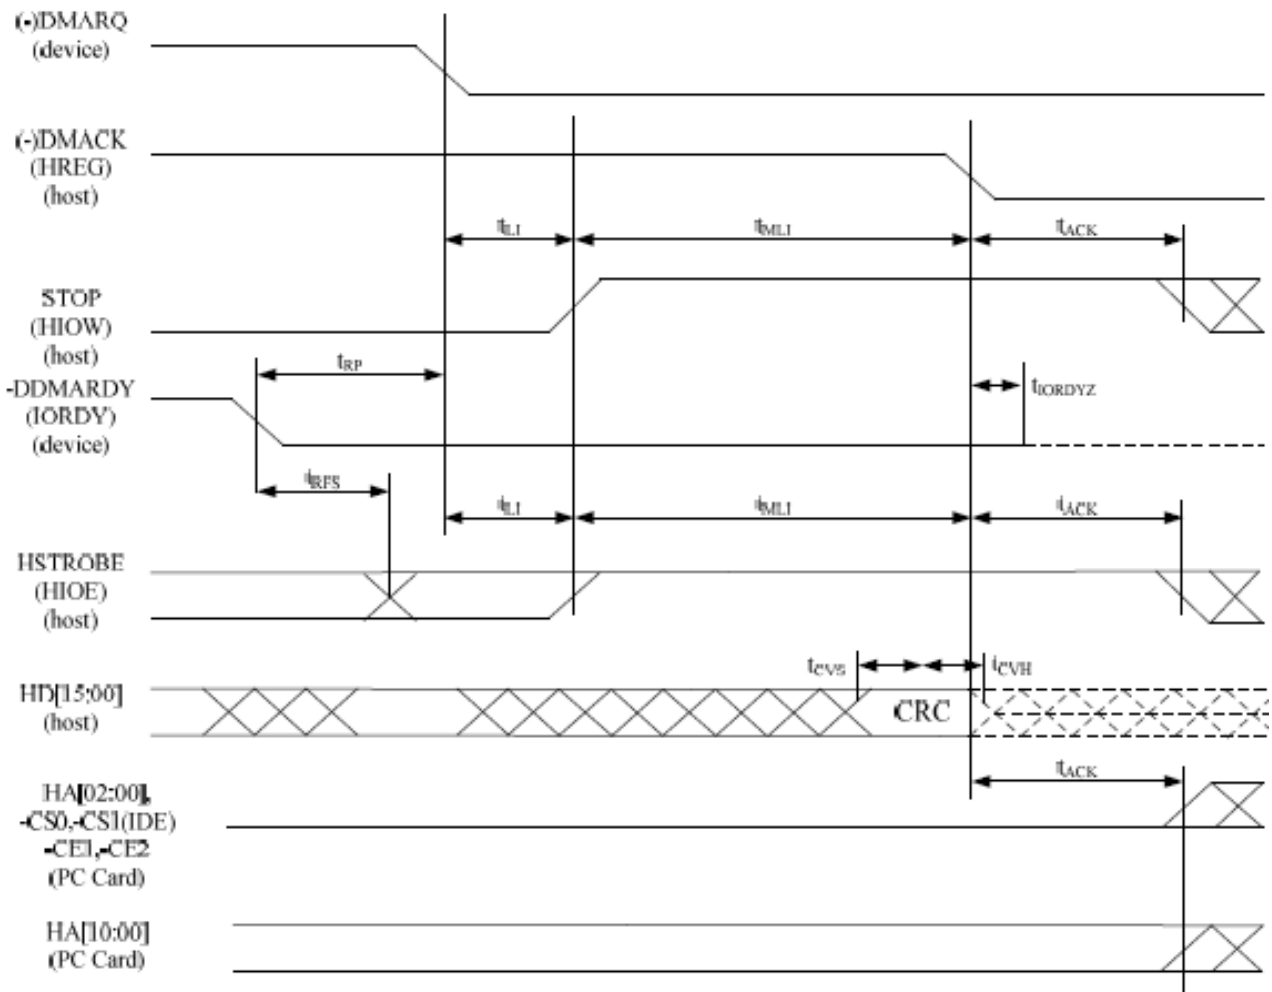 (-)DMARQ
(device)
(-)DMACK
(HREG)
(host)
tLI
tMLI
tACK
STOP
(HIOW)
(host)
tRP
-DDMARDY
(IORDY)
(device)
tIORDYZ
tRFS
tLI
tMLI
tACK
HSTROBE
(HIOE)
(host)
tCVS
tCVH
HD[15:00]
(host)
CRC
tACK
HA[02:00],
-CS0,-CS1(IDE)
-CE1,-CE2
(PC Card)
HA[10:00]
(PC Card)